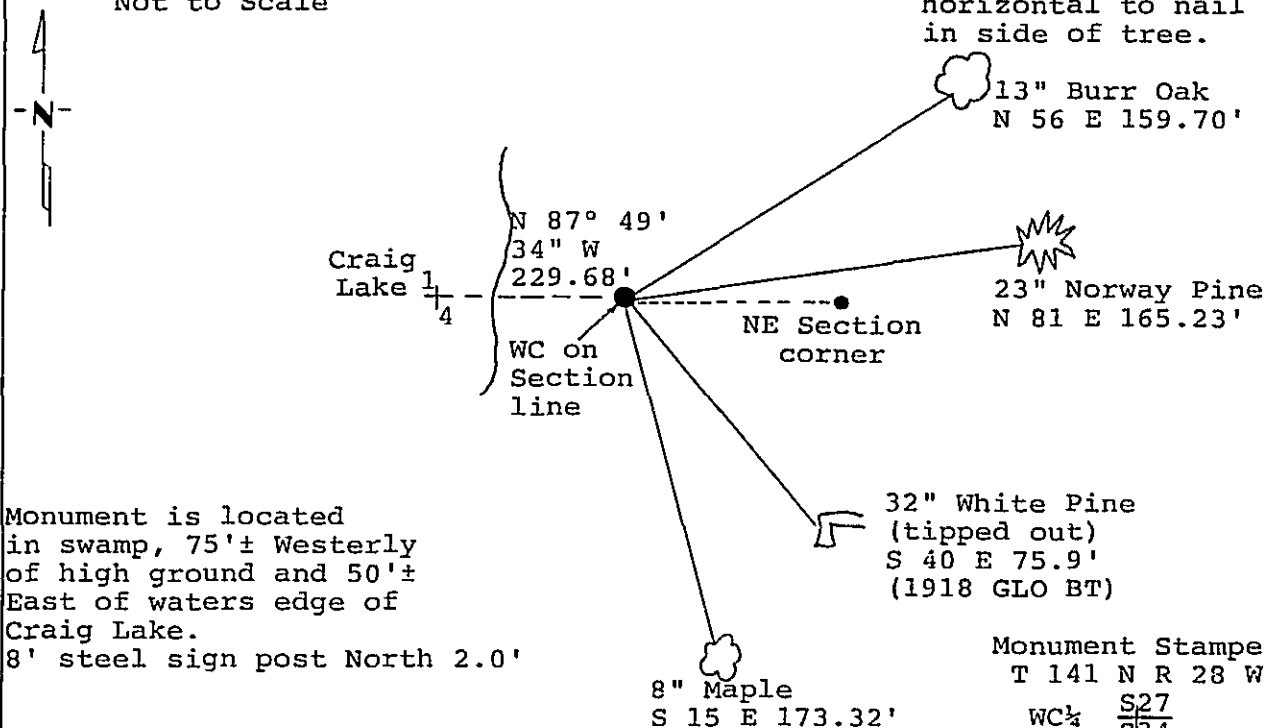 Not to Scale
horizontal to nail
in side of tree.
-N-
13" Burr Oak
N 56 E 159.70'
N 87° 49'
34" W
229.68'
Craig
Lake
1
4
23" Norway Pine
N 81 E 165.23'
NE Section
corner
WC on
Section
line
32" White Pine
(tipped out)
S 40 E 75.9'
(1918 GLO BT)
Monument is located
in swamp, 75'± Westerly
of high ground and 50'±
East of waters edge of
Craig Lake.
8' steel sign post North 2.0'
8" Maple
S 15 E 173.32'
Monument Stampe
T 141 N R 28 W
WC¼
S27
S34